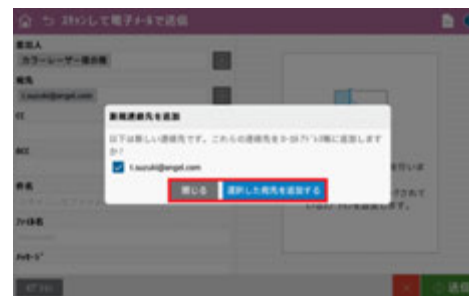 スキャンして電子メールで送信
差出人
カラーレーザー複合機
宛先
t.suzuki@angel.com
CC
BCC
件名
ファイル名
メッセージ
新規連絡先を追加
以下は新しい連絡先です。これらの連絡先をメールアドレス帳に追加しますか?
t.suzuki@angel.com
閉じる
選択した宛先を追加する
送信